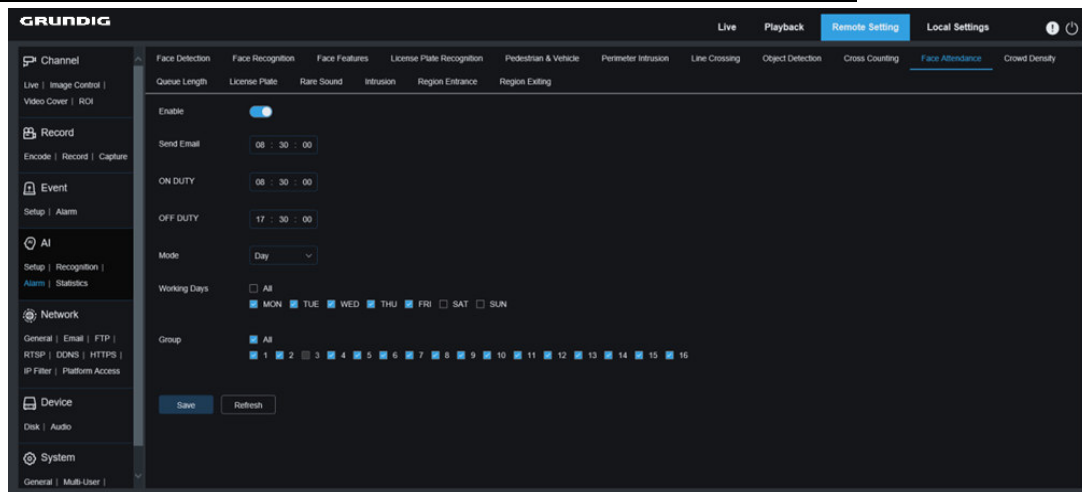 GRUNDIG
Live Playback Remote Setting Local Settings
Channel
Live | Image Control |
Video Cover | ROI
Record
Encode | Record | Capture
Event
Setup | Alarm
AI
Setup | Recognition |
Alarm | Statistics
Network
General | Email | FTP |
RTSP | DDNS | HTTPS |
IP Filter | Platform Access
Device
Disk | Audio
System
General | Multi-User |
Face Detection Face Recognition Face Features License Plate Recognition Pedestrian & Vehicle Perimeter Intrusion Line Crossing Object Detection Cross Counting Face Attendance Crowd Density
Queue Length License Plate Rare Sound Intrusion Region Entrance Region Exiting
Enable
Send Email 08 : 30 : 00
ON DUTY 08 : 30 : 00
OFF DUTY 17 : 30 : 00
Mode Day
Working Days All
MON TUE WED THU FRI SAT SUN
Group All
1 2 3 4 5 6 7 8 9 10 11 12 13 14 15 16
Save Refresh